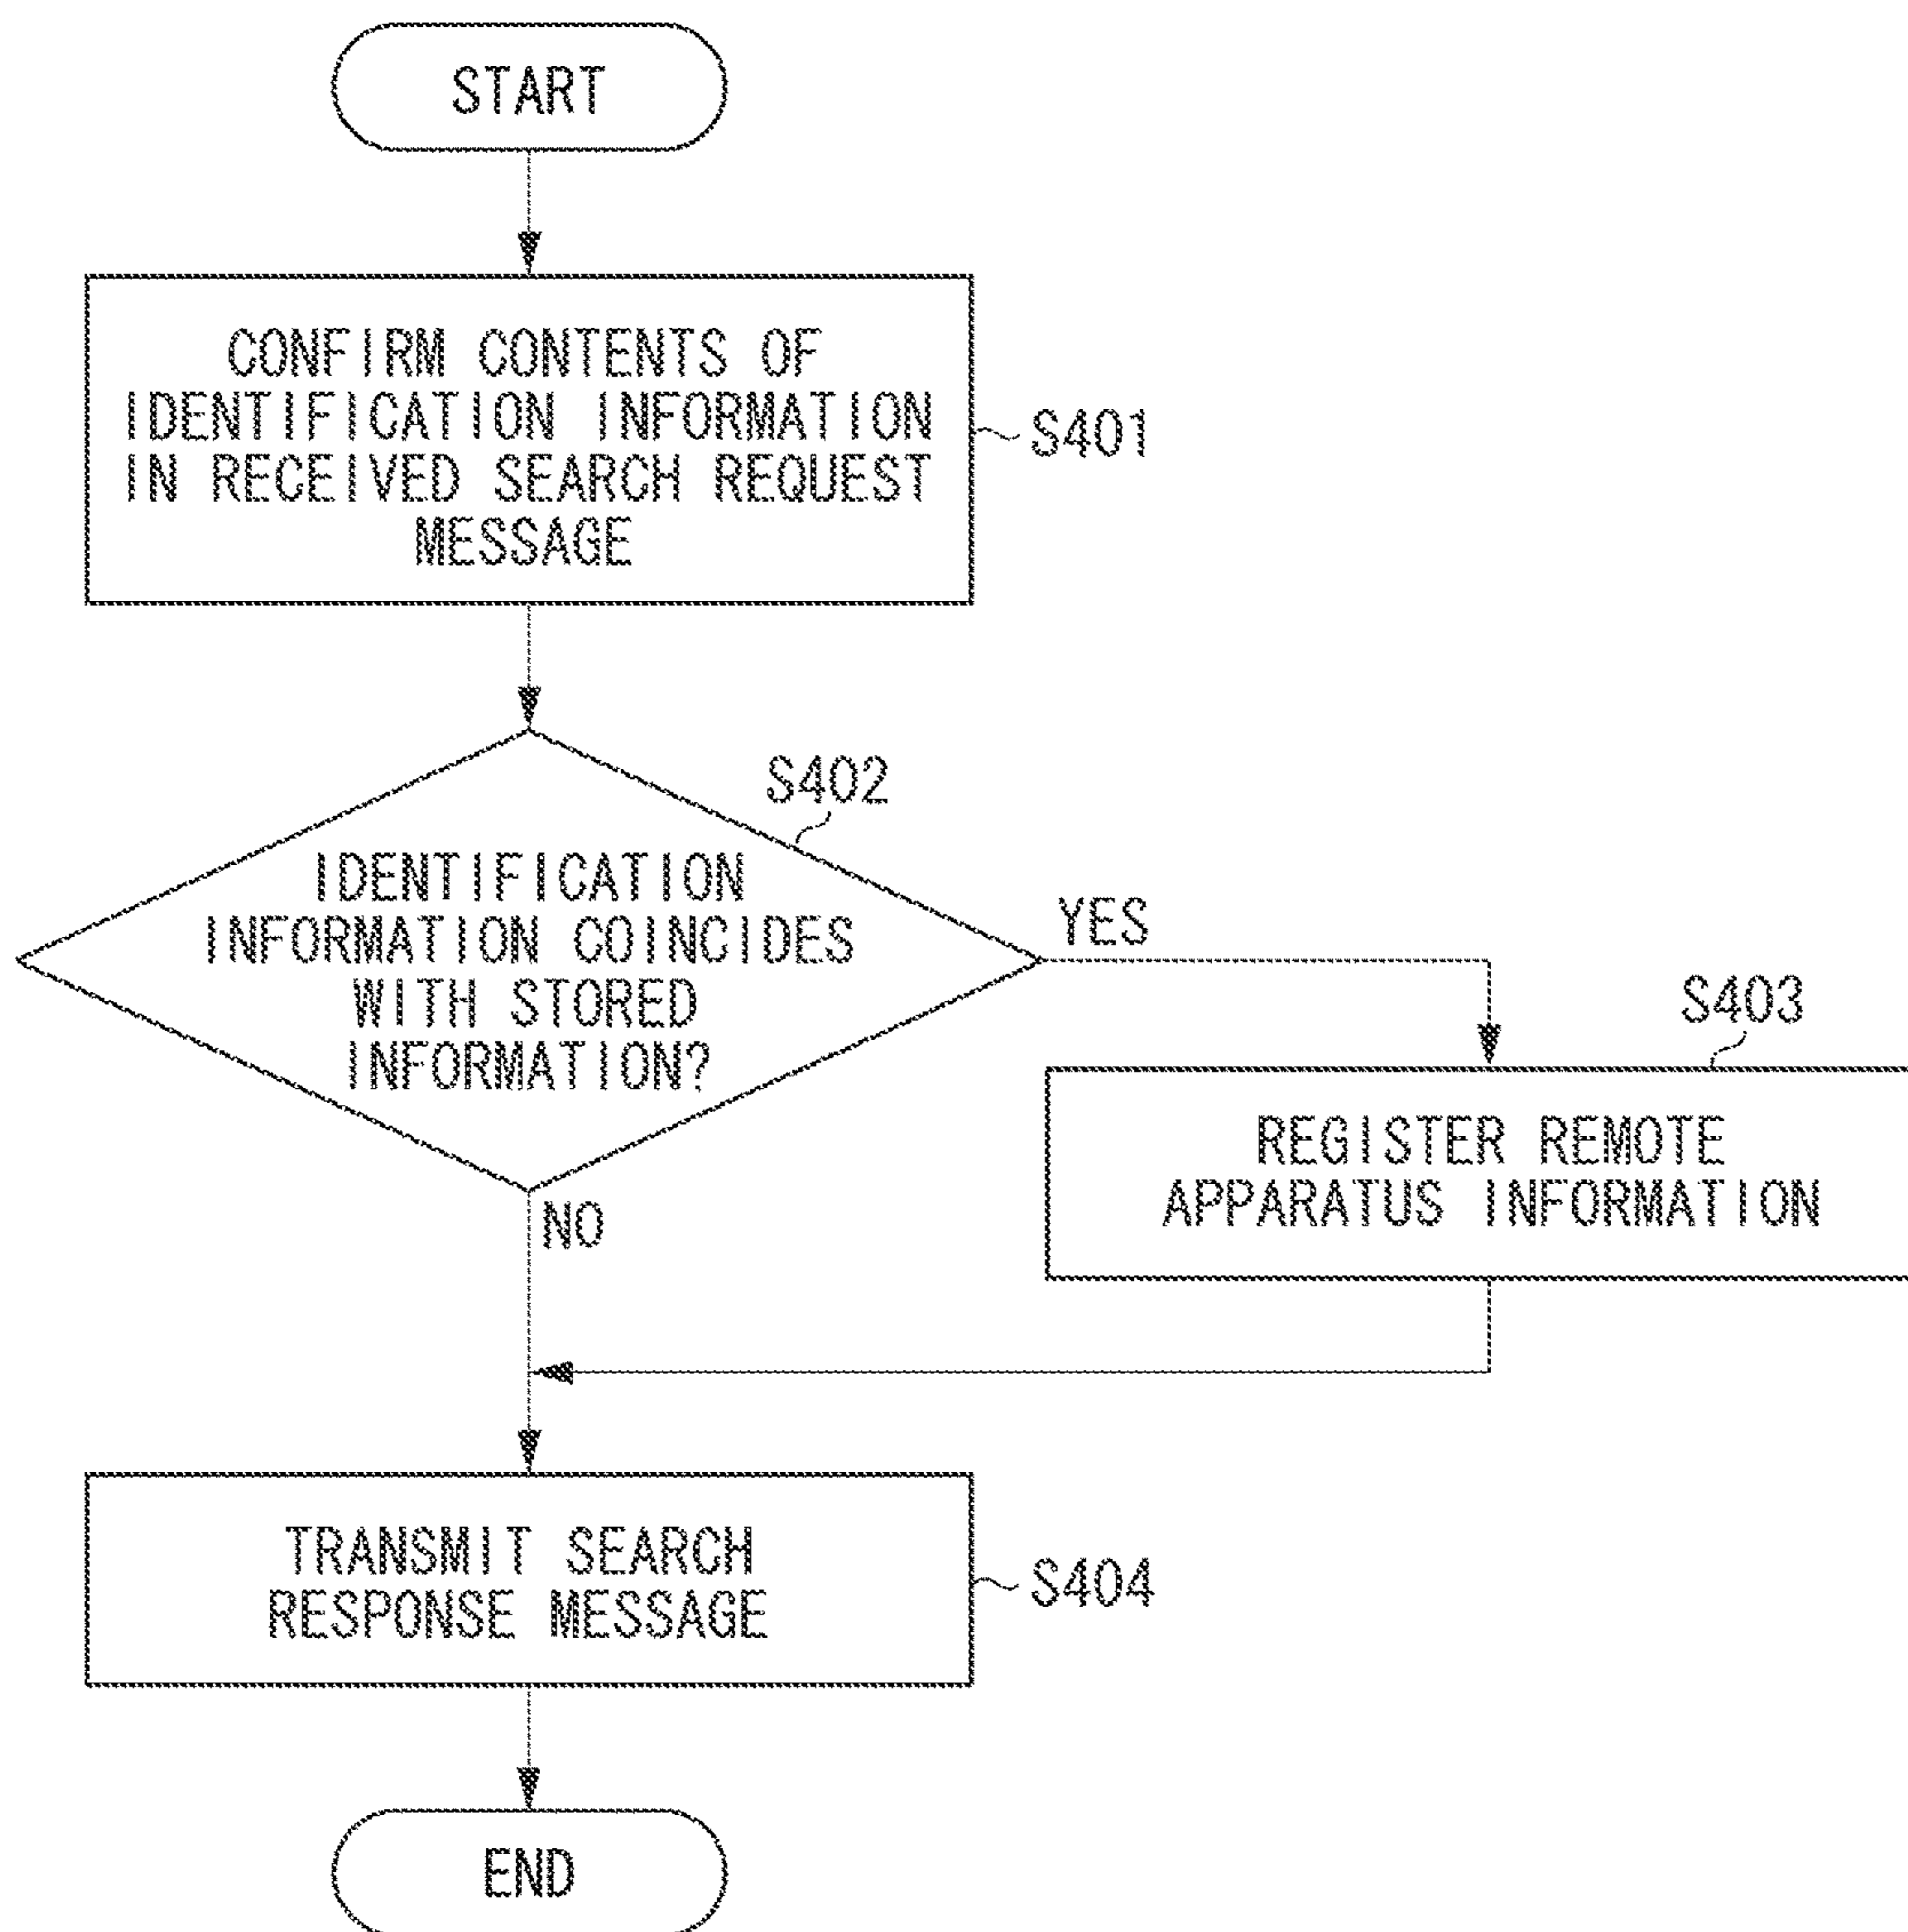 START
CONFIRM CONTENTS OF
IDENTIFICATION INFORMATION
IN RECEIVED SEARCH REQUEST
MESSAGE
S401
S402
IDENTIFICATION
INFORMATION COINCIDES
WITH STORED
INFORMATION?
YES
NO
S403
REGISTER REMOTE
APPARATUS INFORMATION
TRANSMIT SEARCH
RESPONSE MESSAGE
S404
END